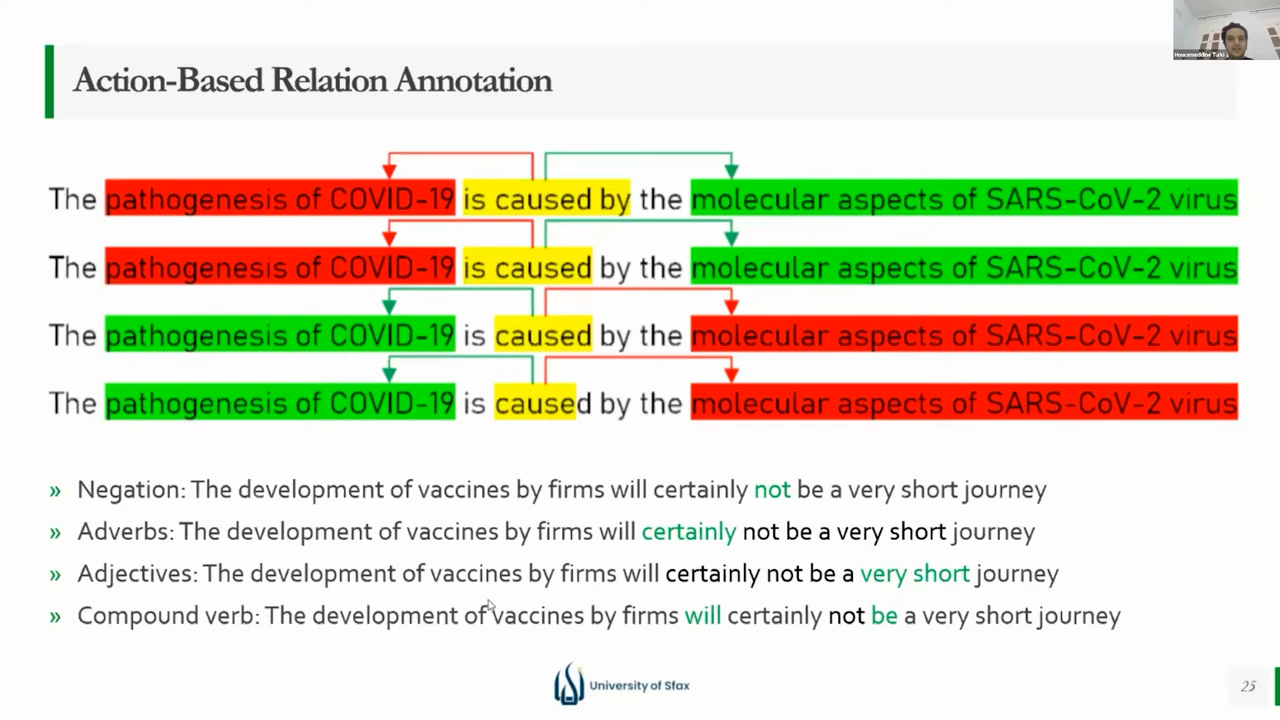 Houcemeddine Turki
Action-Based Relation Annotation
The pathogenesis of COVID-19 is caused by the molecular aspects of SARS-CoV-2 virus
The pathogenesis of COVID-19 is caused by the molecular aspects of SARS-CoV-2 virus
The pathogenesis of COVID-19 is caused by the molecular aspects of SARS-CoV-2 virus
The pathogenesis of COVID-19 is caused by the molecular aspects of SARS-CoV-2 virus
» Negation: The development of vaccines by firms will certainly not be a very short journey
» Adverbs: The development of vaccines by firms will certainly not be a very short journey
» Adjectives: The development of vaccines by firms will certainly not be a very short journey
» Compound verb: The development of vaccines by firms will certainly not be a very short journey
University of Sfax
25